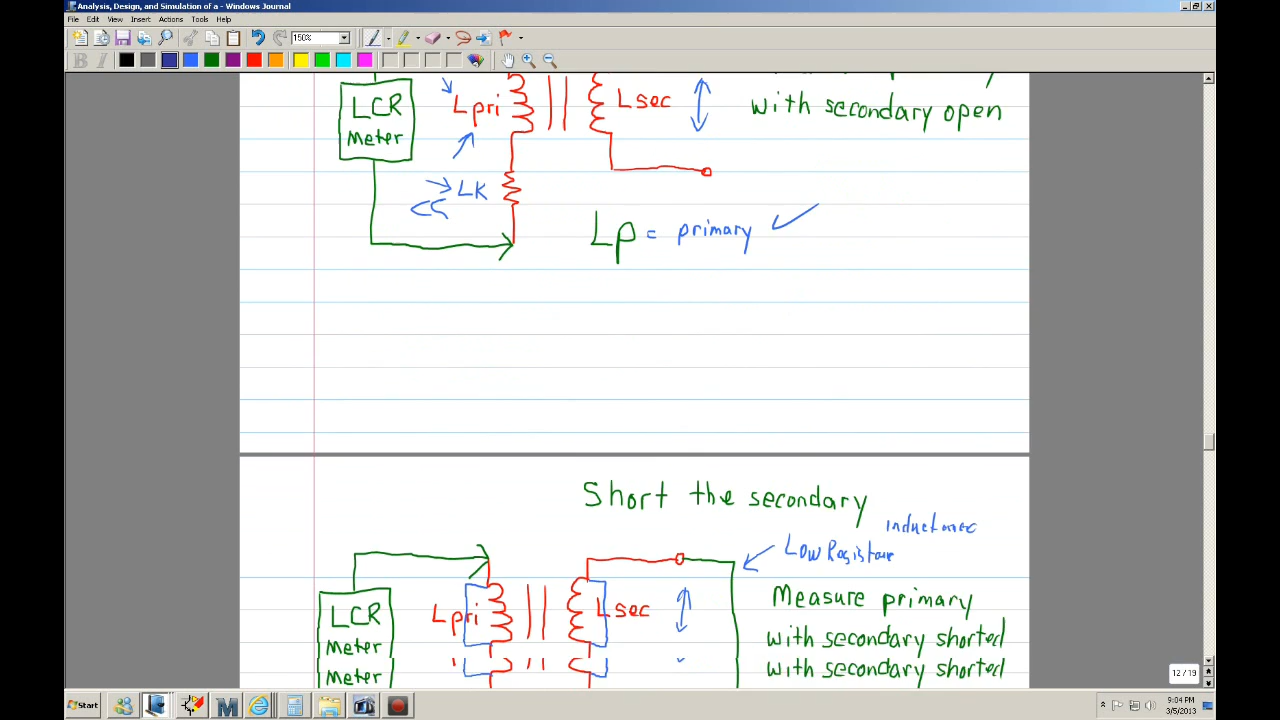 Analysis, Design, and Simulation of a - Windows Journal
File Edit View Insert Actions Tools Help
150%
B I
LCR
Meter
Lpri
Lsec
with secondary open
LK
Lp = primary
Short the secondary
inductance
Low Resistance
LCR
Meter
Meter
Lpri
Lsec
Measure primary
with secondary shorted
with secondary shorted
12/19
Start
9:04 PM
3/5/2013